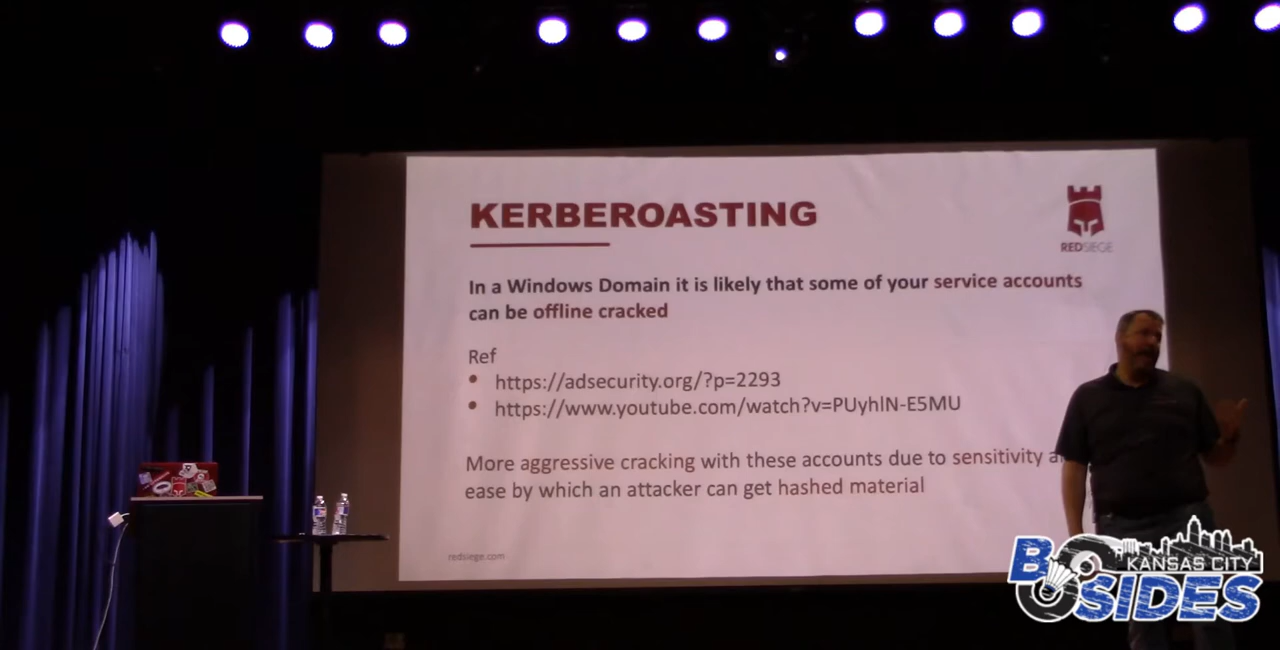 KERBEROASTING
REDSIEGE
In a Windows Domain it is likely that some of your service accounts
can be offline cracked
Ref
• https://adsecurity.org/?p=2293
• https://www.youtube.com/watch?v=PUyhlN-E5MU
More aggressive cracking with these accounts due to sensitivity
ease by which an attacker can get hashed material
redsiege.com
BSIDES
KANSAS CITY